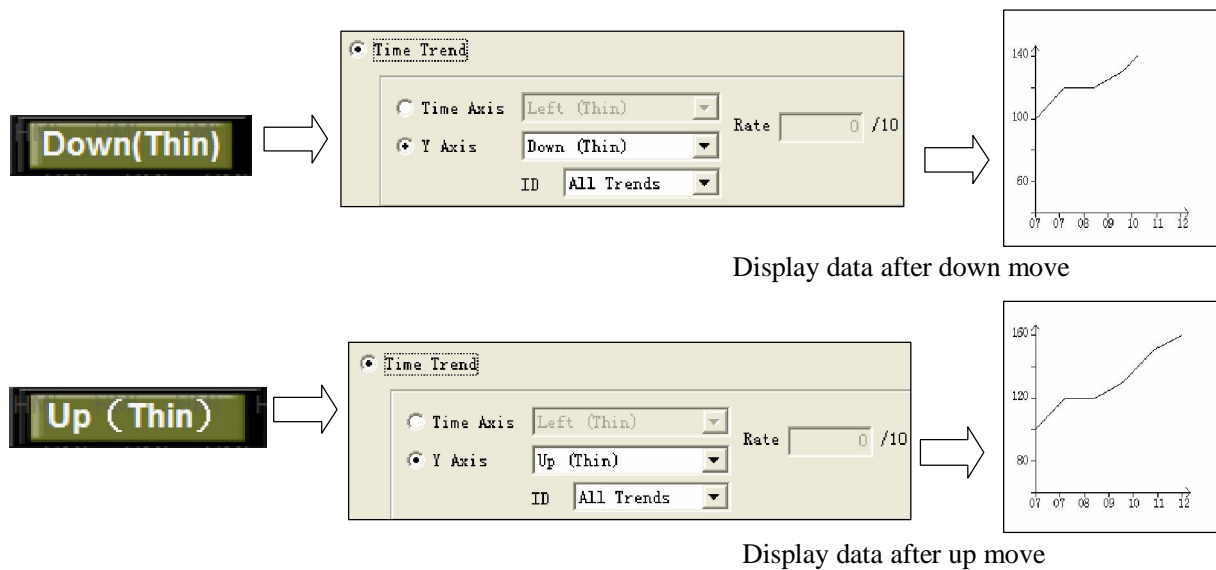 Time Trend
Time Axis Left (Thin)
Rate 0 /10
Down(Thin)
Y Axis Down (Thin)
ID All Trends
140
100
60
07 07 08 09 10 11 12
Display data after down move
Time Trend
Time Axis Left (Thin)
Rate 0 /10
Up（Thin）
Y Axis Up (Thin)
ID All Trends
160
120
80
07 07 08 09 10 11 12
Display data after up move